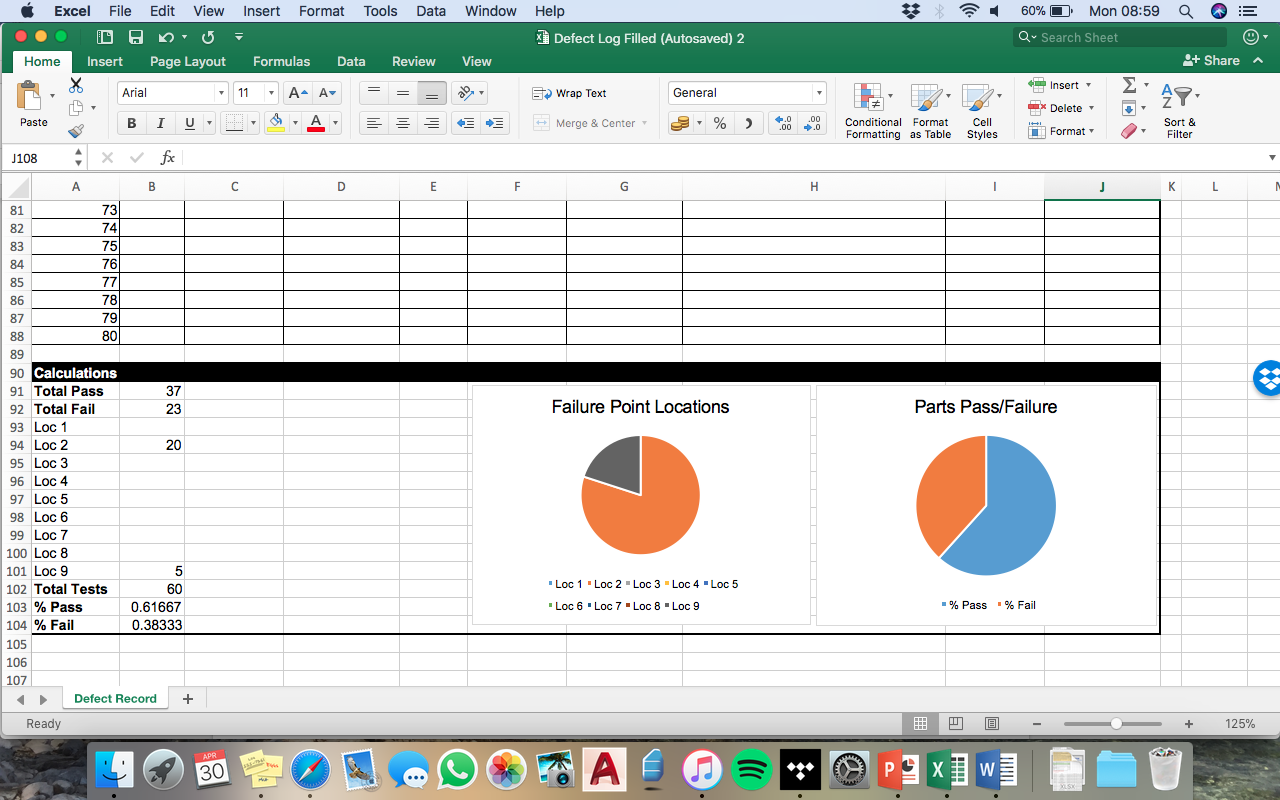 Excel File Edit View Insert Format Tools Data Window Help 60% Mon 08:59
Defect Log Filled (Autosaved) 2 Search Sheet
Home Insert Page Layout Formulas Data Review View Share
Paste Arial 11 A A Wrap Text General Conditional Formatting Format as Table Cell Styles Insert Delete Format Sort & Filter
B I U A Merge & Center %
J108 fx
A B C D E F G H I J K L
81 73
82 74
83 75
84 76
85 77
86 78
87 79
88 80
89
90 Calculations
91 Total Pass 37
92 Total Fail 23
93 Loc 1
94 Loc 2 20
95 Loc 3
96 Loc 4
97 Loc 5
98 Loc 6
99 Loc 7
100 Loc 8
101 Loc 9 5
102 Total Tests 60
103 % Pass 0.61667
104 % Fail 0.38333
105
106
107
Failure Point Locations
Loc 1 Loc 2 Loc 3 Loc 4 Loc 5
Loc 6 Loc 7 Loc 8 Loc 9
Parts Pass/Failure
% Pass % Fail
Defect Record +
Ready 125%
APR
30